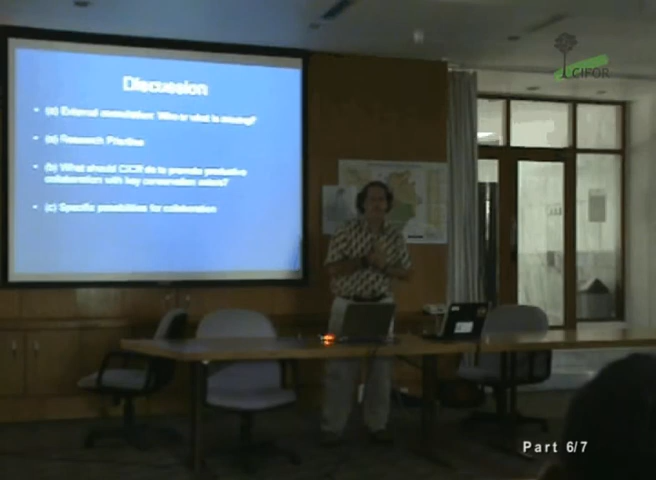 CIFOR
Discussion
• (a) External consultation: Who or what is missing?
• (a) Research Priorities
• (b) What should do to promote productive
collaboration with key conservation actors?
• (c) Specific possibilities for collaboration
Part 6/7